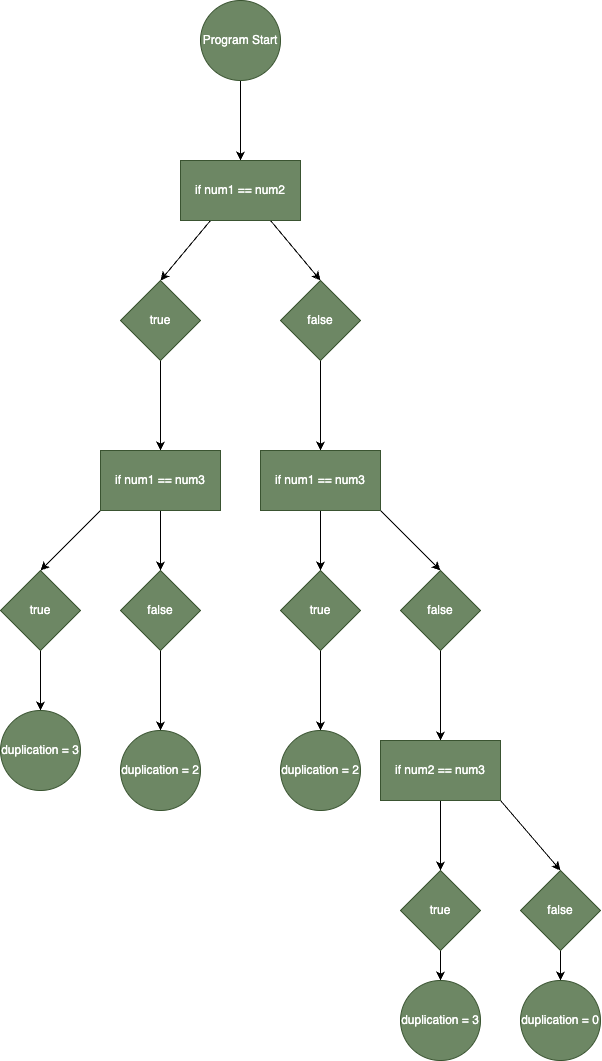 Program Start
if num1 == num2
true
false
if num1 == num3
if num1 == num3
true
false
true
false
duplication = 3
duplication = 2
duplication = 2
if num2 == num3
true
false
duplication = 3
duplication = 0